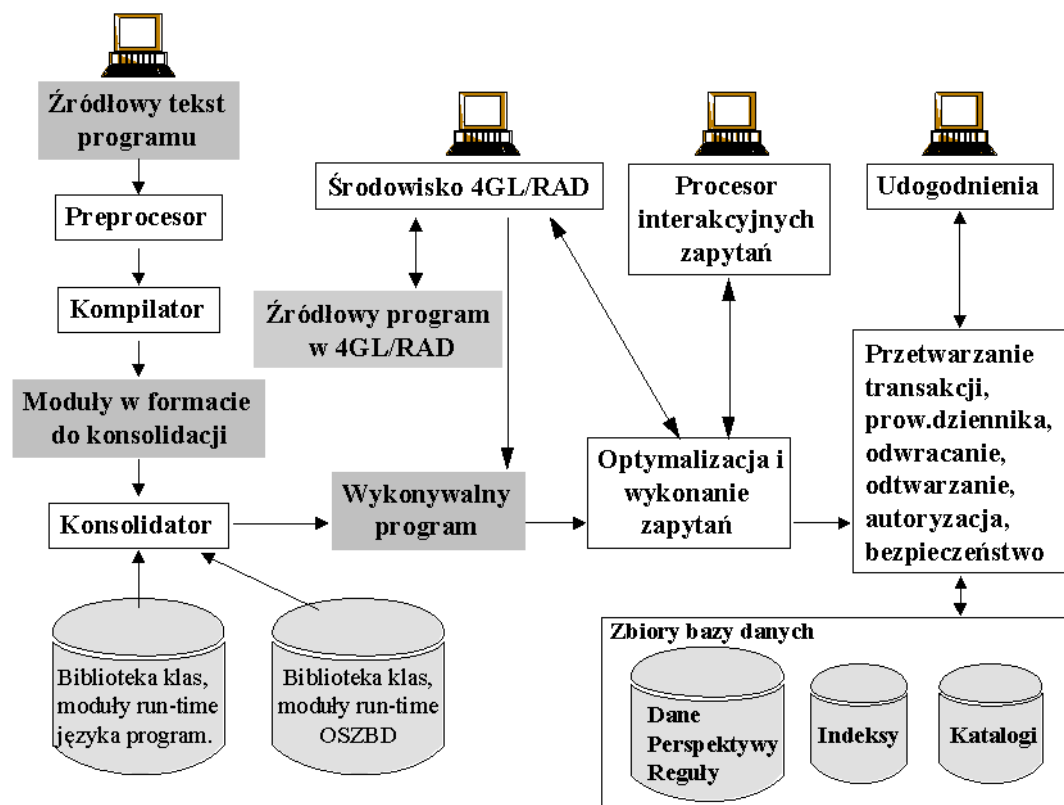 Źródłowy tekst
programu
Preprocesor
Kompilator
Moduły w formacie
do konsolidacji
Konsolidator
Biblioteka klas,
moduły run-time
języka program.
Biblioteka klas,
moduły run-time
OSZBD
Środowisko 4GL/RAD
Źródłowy program
w 4GL/RAD
Wykonywalny
program
Procesor
interakcyjnych
zapytań
Optymalizacja i
wykonanie
zapytań
Udogodnienia
Przetwarzanie
transakcji,
prow.dziennika,
odwracanie,
odtwarzanie,
autoryzacja,
bezpieczeństwo
Zbiory bazy danych
Dane
Perspektywy
Reguły
Indeksy
Katalogi